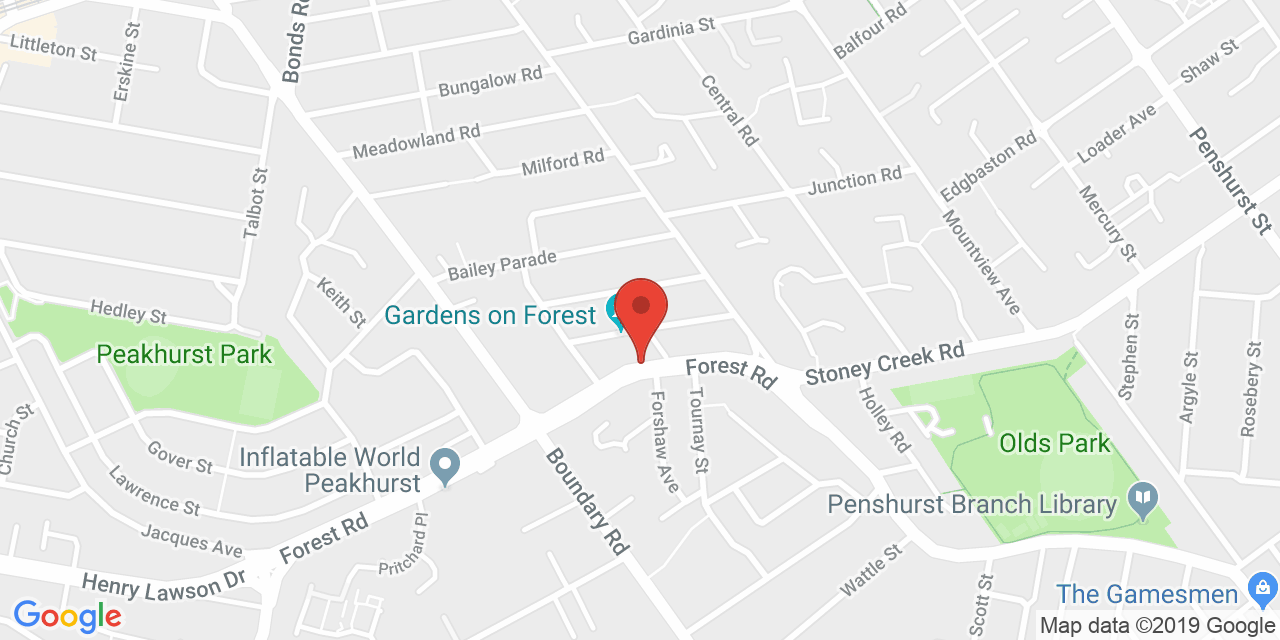 Littleton St
Erskine St
Bonds Rd
Gardinia St
Balfour Rd
Shaw St
Bungalow Rd
Central Rd
Loader Ave
Meadowland Rd
Milford Rd
Junction Rd
Edgbaston Rd
Penshurst St
Talbot St
Mercury St
Mountview Ave
Bailey Parade
Keith St
Hedley St
Gardens on Forest
Peakhurst Park
Forest Rd
Stoney Creek Rd
Stephen St
Argyle St
Rosebery St
Church St
Forshaw Ave
Tournay St
Holley Rd
Olds Park
Gover St
Inflatable World
Peakhurst
Lawrence St
Boundary Rd
Penshurst Branch Library
Jacques Ave
Forest Rd
Pritchard Pl
Henry Lawson Dr
Wattle St
Scott St
The Gamesmen
Google
Map data ©2019 Google